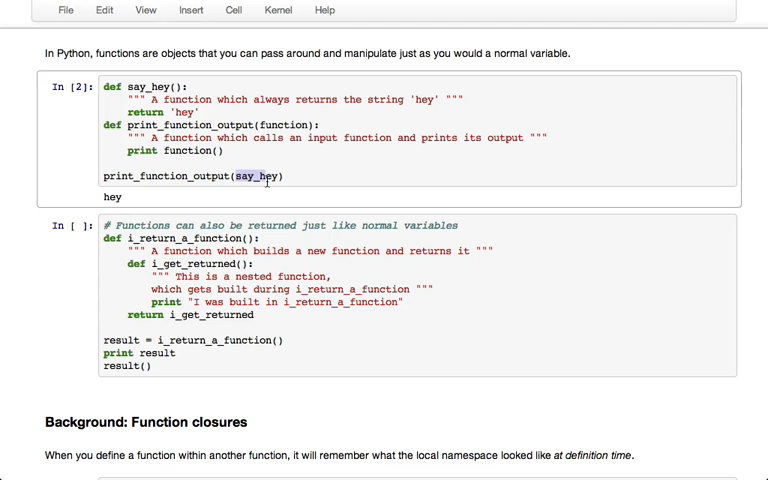 File Edit View Insert Cell Kernel Help
In Python, functions are objects that you can pass around and manipulate just as you would a normal variable.
In [2]: def say_hey():
""" A function which always returns the string 'hey' """
return 'hey'
def print_function_output(function):
""" A function which calls an input function and prints its output """
print function()
print_function_output(say_hey)
hey
In [ ]: # Functions can also be returned just like normal variables
def i_return_a_function():
""" A function which builds a new function and returns it """
def i_get_returned():
""" This is a nested function,
which gets built during i_return_a_function """
print "I was built in i_return_a_function"
return i_get_returned
result = i_return_a_function()
print result
result()
Background: Function closures
When you define a function within another function, it will remember what the local namespace looked like at definition time.